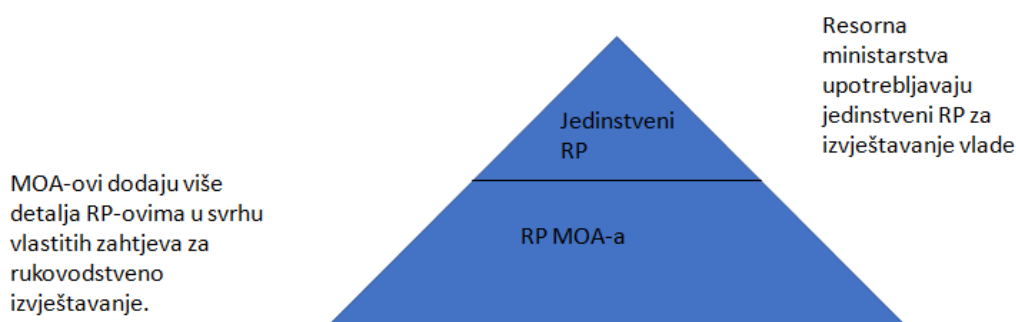 Resorna
ministarstva
upotrebljavaju
jedinstveni RP za
izvještavanje vlade
Jedinstveni
RP
MOA-ovi dodaju više
detalja RP-ovima u svrhu
vlastitih zahtjeva za
rukovodstveno
izvještavanje.
RP MOA-a